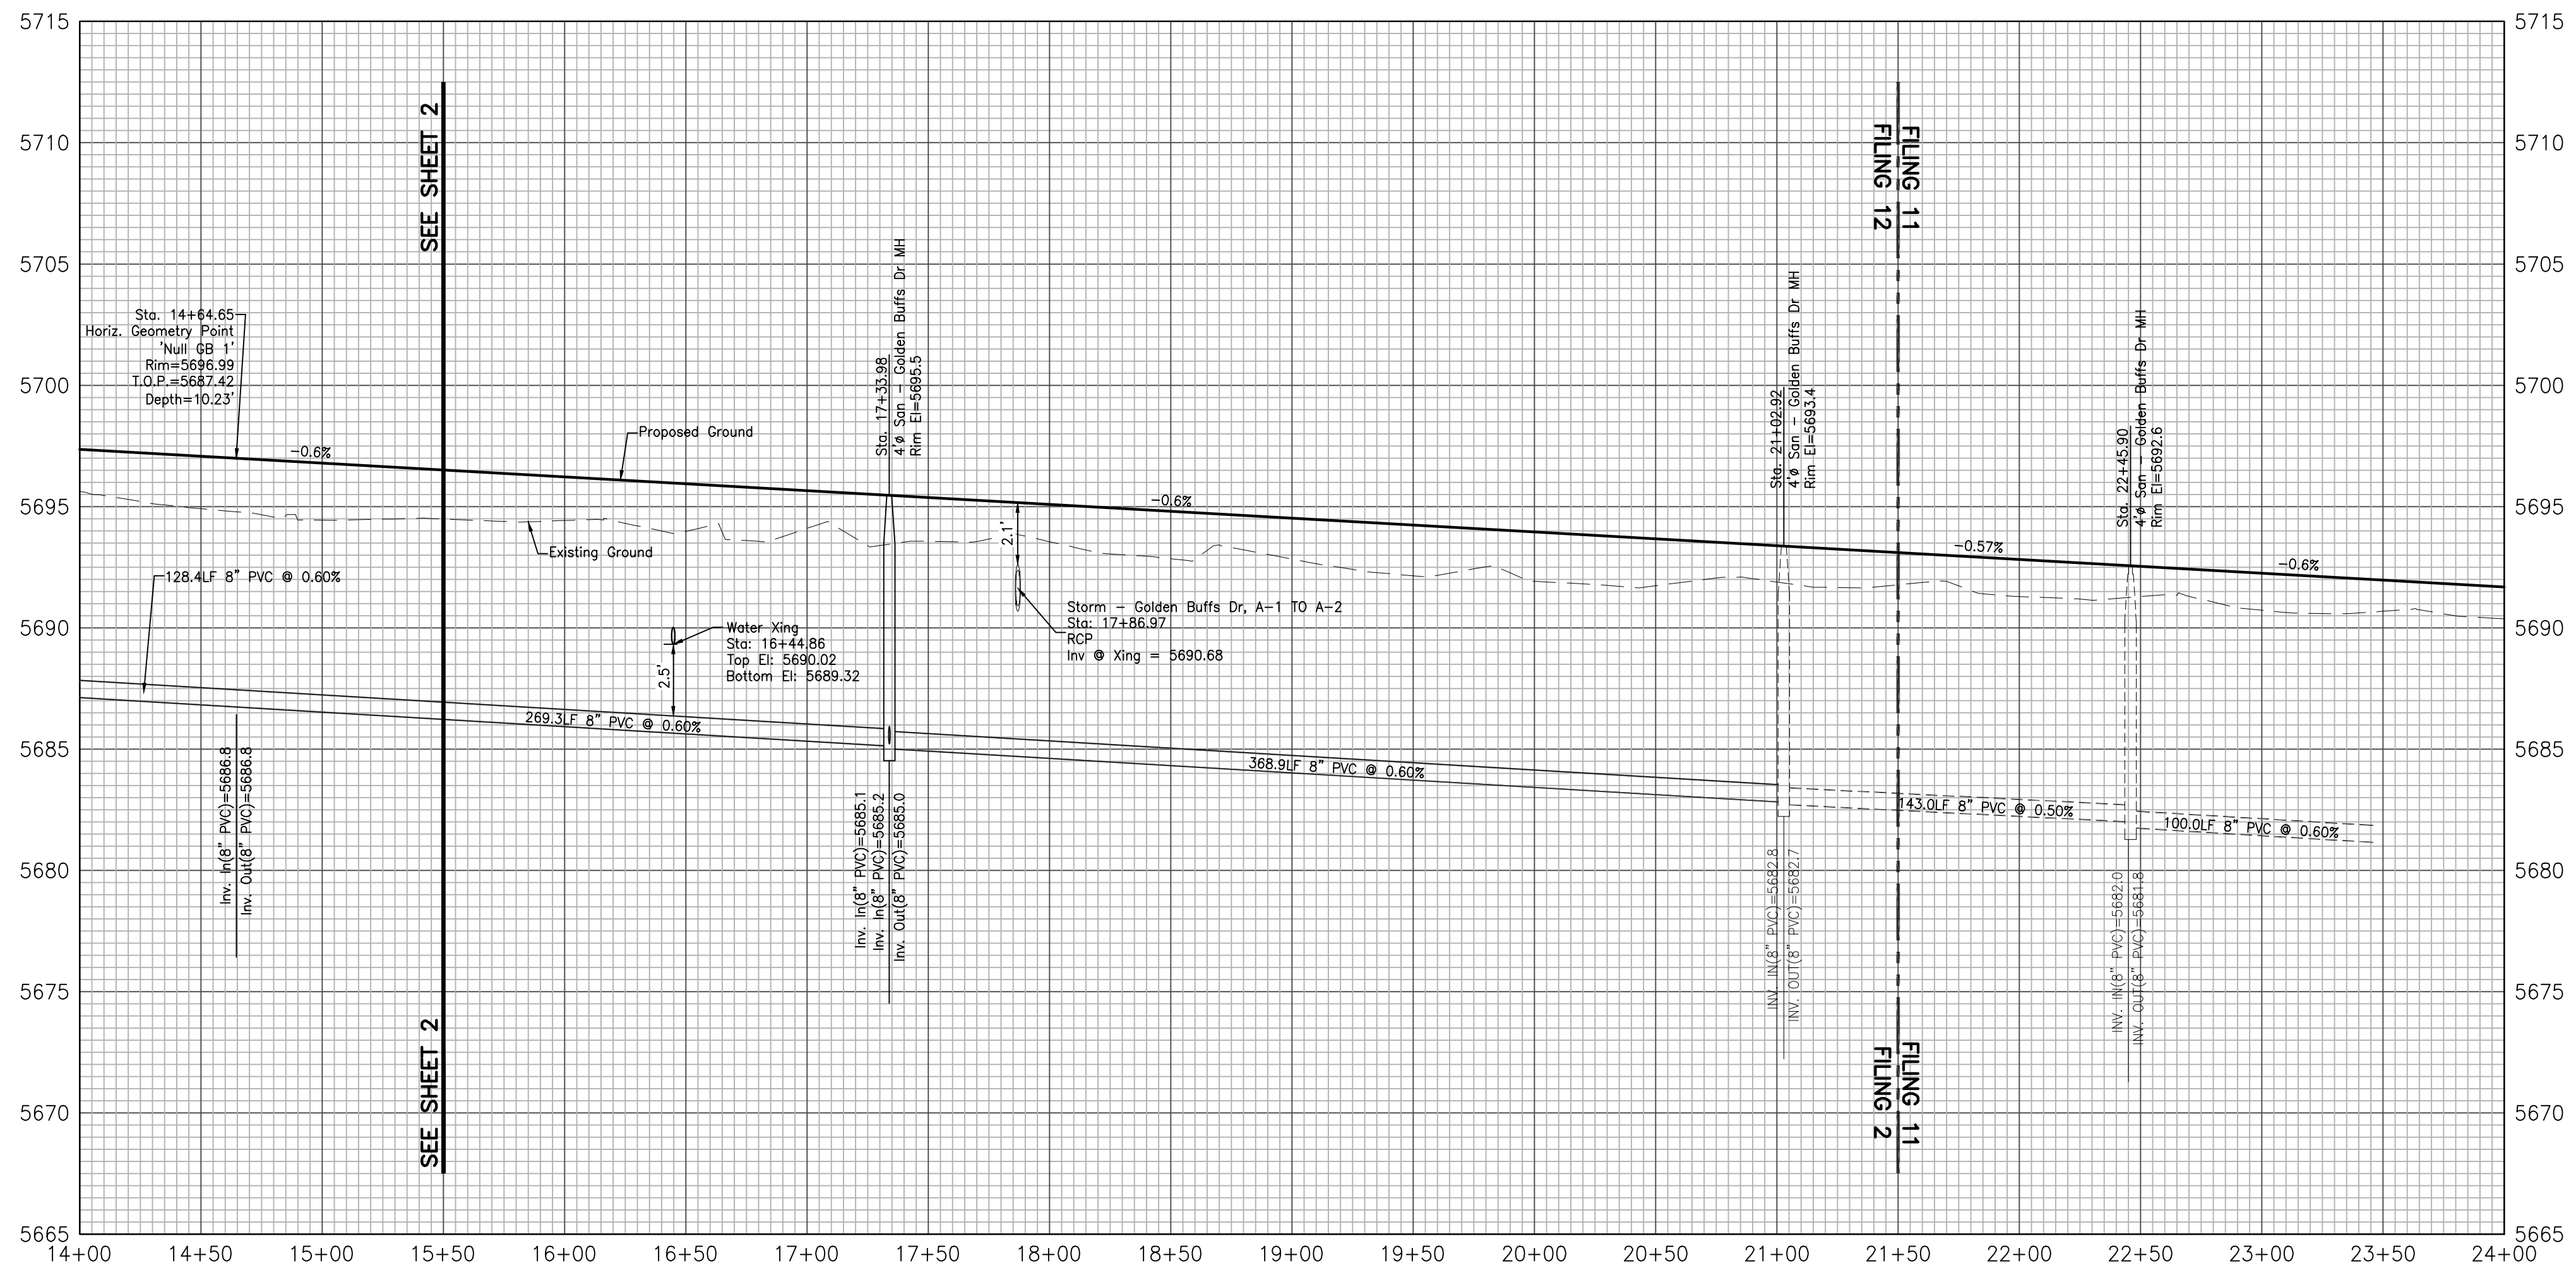 5715
5715
5710
5710
5705
5705
5700
5700
5695
5695
5690
5690
5685
5685
5680
5680
5675
5675
5670
5670
5665
5665
14+00
14+50
15+00
15+50
16+00
16+50
17+00
17+50
18+00
18+50
19+00
19+50
20+00
20+50
21+00
21+50
22+00
22+50
23+00
23+50
24+00
SEE SHEET 2
SEE SHEET 2
FILING 11
FILING 12
FILING 11
FILING 2
Sta. 14+64.65
Horiz. Geometry Point
'Null GB 1'
Rim=5696.99
T.O.P.=5687.42
Depth=10.23'
-0.6%
Proposed Ground
Existing Ground
128.4LF 8" PVC @ 0.60%
Inv. In(8" PVC)=5686.8
Inv. Out(8" PVC)=5686.8
Water Xing
Sta: 16+44.86
Top El: 5690.02
Bottom El: 5689.32
2.5'
269.3LF 8" PVC @ 0.60%
Sta. 17+33.98
4'ø San - Golden Buffs Dr MH
Rim El=5695.5
Inv. In(8" PVC)=5685.1
Inv. In(8" PVC)=5685.2
Inv. Out(8" PVC)=5685.0
2.1'
-0.6%
Storm - Golden Buffs Dr, A-1 TO A-2
Sta: 17+86.97
RCP
Inv @ Xing = 5690.68
368.9LF 8" PVC @ 0.60%
Sta. 21+02.92
4'ø San - Golden Buffs Dr MH
Rim El=5693.4
INV. IN(8" PVC)=5682.8
INV. OUT(8" PVC)=5682.7
-0.57%
143.0LF 8" PVC @ 0.50%
Sta. 22+45.90
4'ø San - Golden Buffs Dr MH
Rim El=5692.6
INV. IN(8" PVC)=5682.0
INV. OUT(8" PVC)=5681.8
-0.6%
100.0LF 8" PVC @ 0.60%